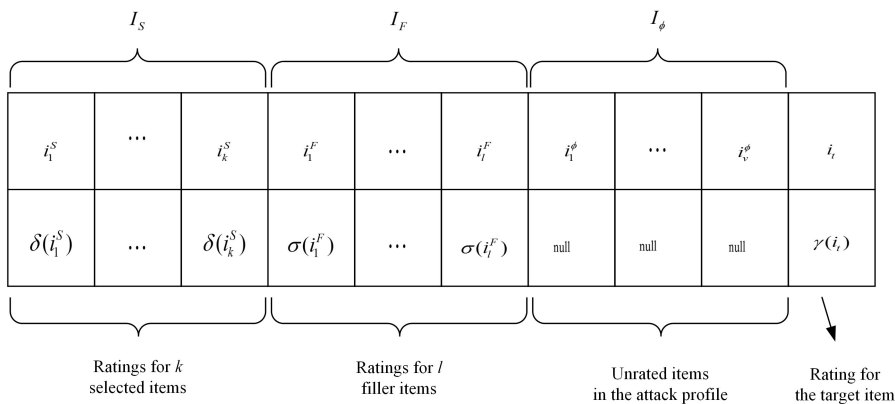 I_S I_F I_ϕ
i_1^S ... i_k^S i_1^F ... i_l^F i_1^ϕ ... i_v^ϕ i_t
δ(i_1^S) ... δ(i_k^S) σ(i_1^F) ... σ(i_l^F) null null null γ(i_t)
Ratings for k
selected items
Ratings for l
filler items
Unrated items
in the attack profile
Rating for
the target item